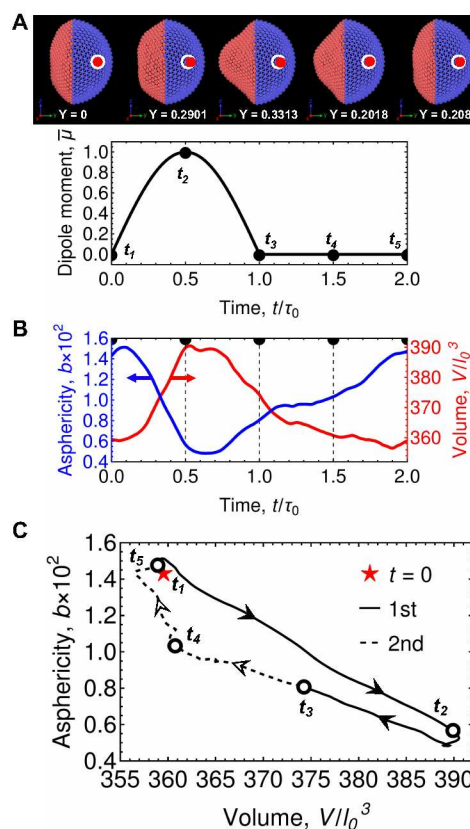 A
Y = 0 Y = 0.2901 Y = 0.3313 Y = 0.2018 Y = 0.208
Dipole moment, μ̅
1.0
0.8
0.6
0.4
0.2
0.0
t₁ t₂ t₃ t₄ t₅
0.0 0.5 1.0 1.5 2.0
Time, t/τ₀
B
Asphericity, b×10²
1.6
1.4
1.2
1.0
0.8
0.6
0.4
390
380
370
360
Volume, V/l₀³
0.0 0.5 1.0 1.5 2.0
Time, t/τ₀
C
Asphericity, b×10²
1.6
1.4
1.2
1.0
0.8
0.6
0.4
t₅
t₁
t₄
t₃
t₂
t = 0
1st
2nd
355 360 365 370 375 380 385 390
Volume, V/l₀³